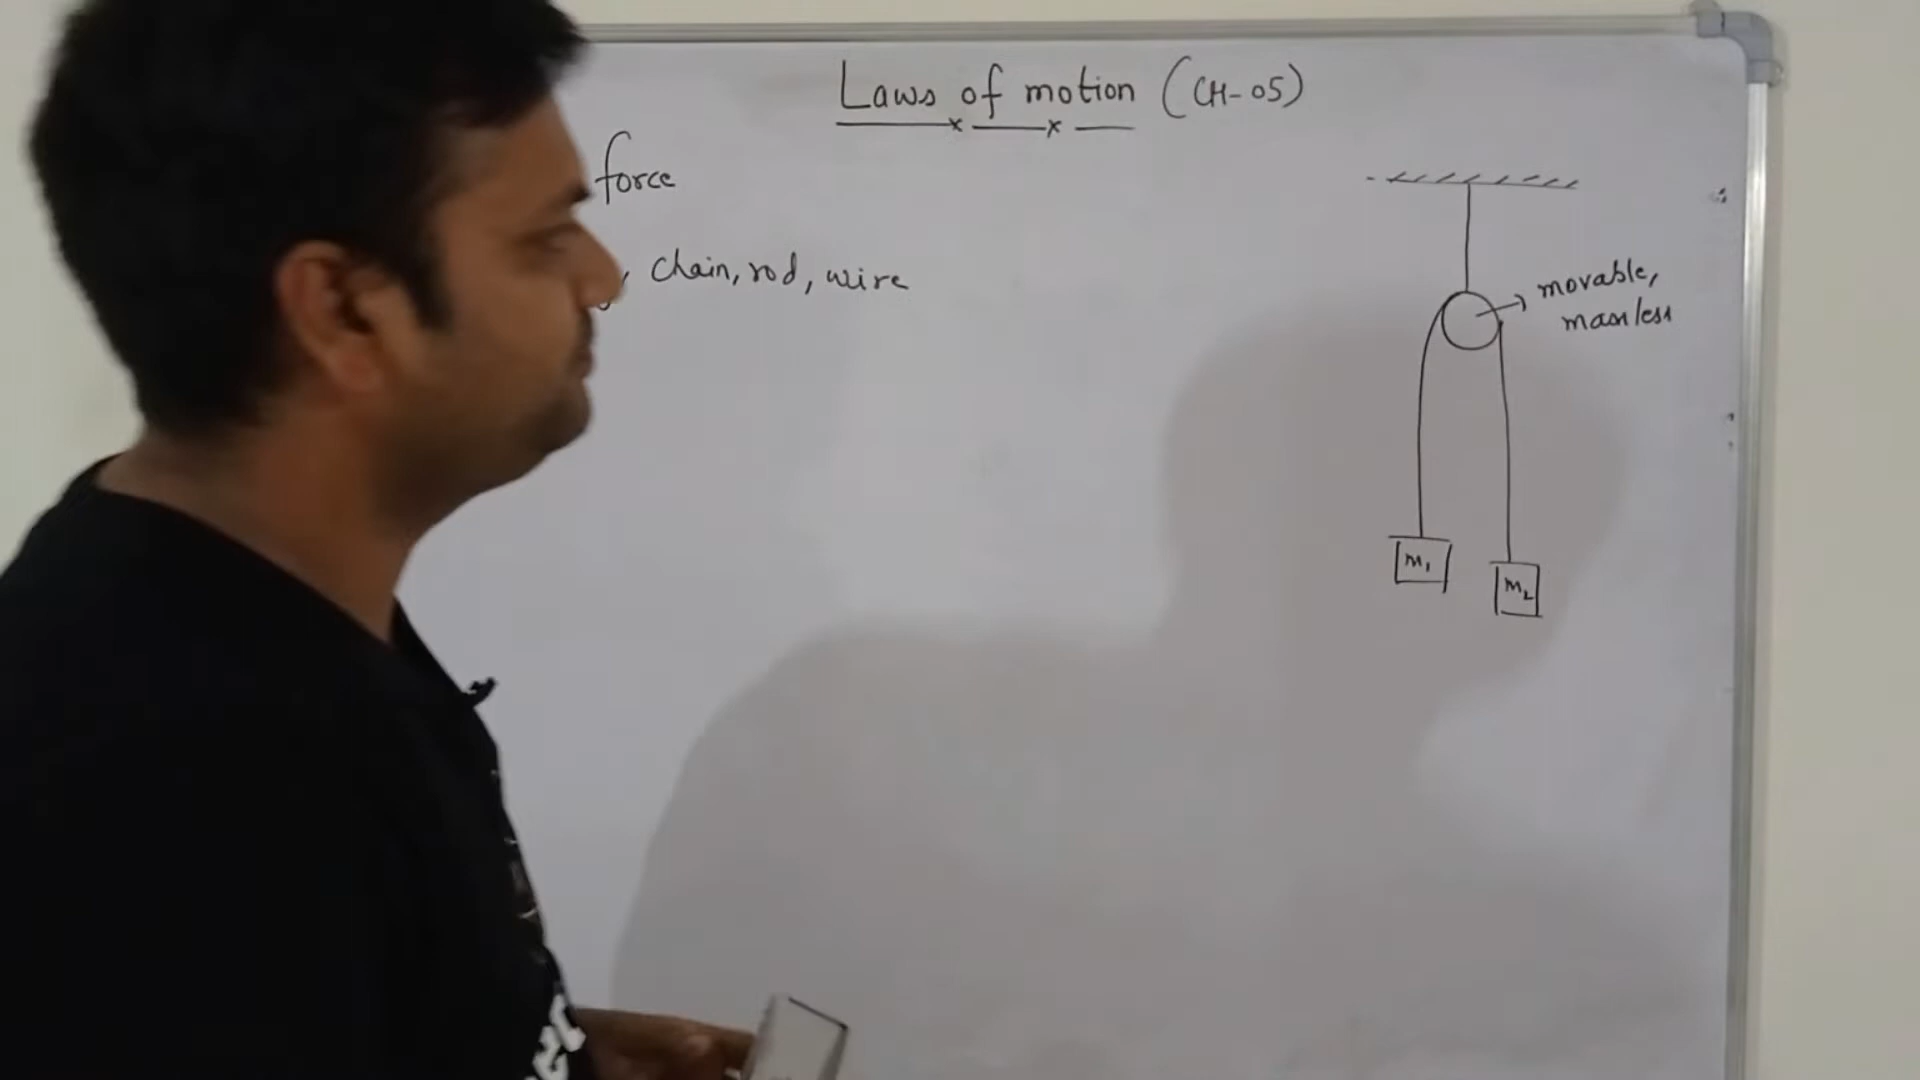 Laws of motion (CH-05)
force
, chain, rod, wire
movable,
massless
m₁
m₂